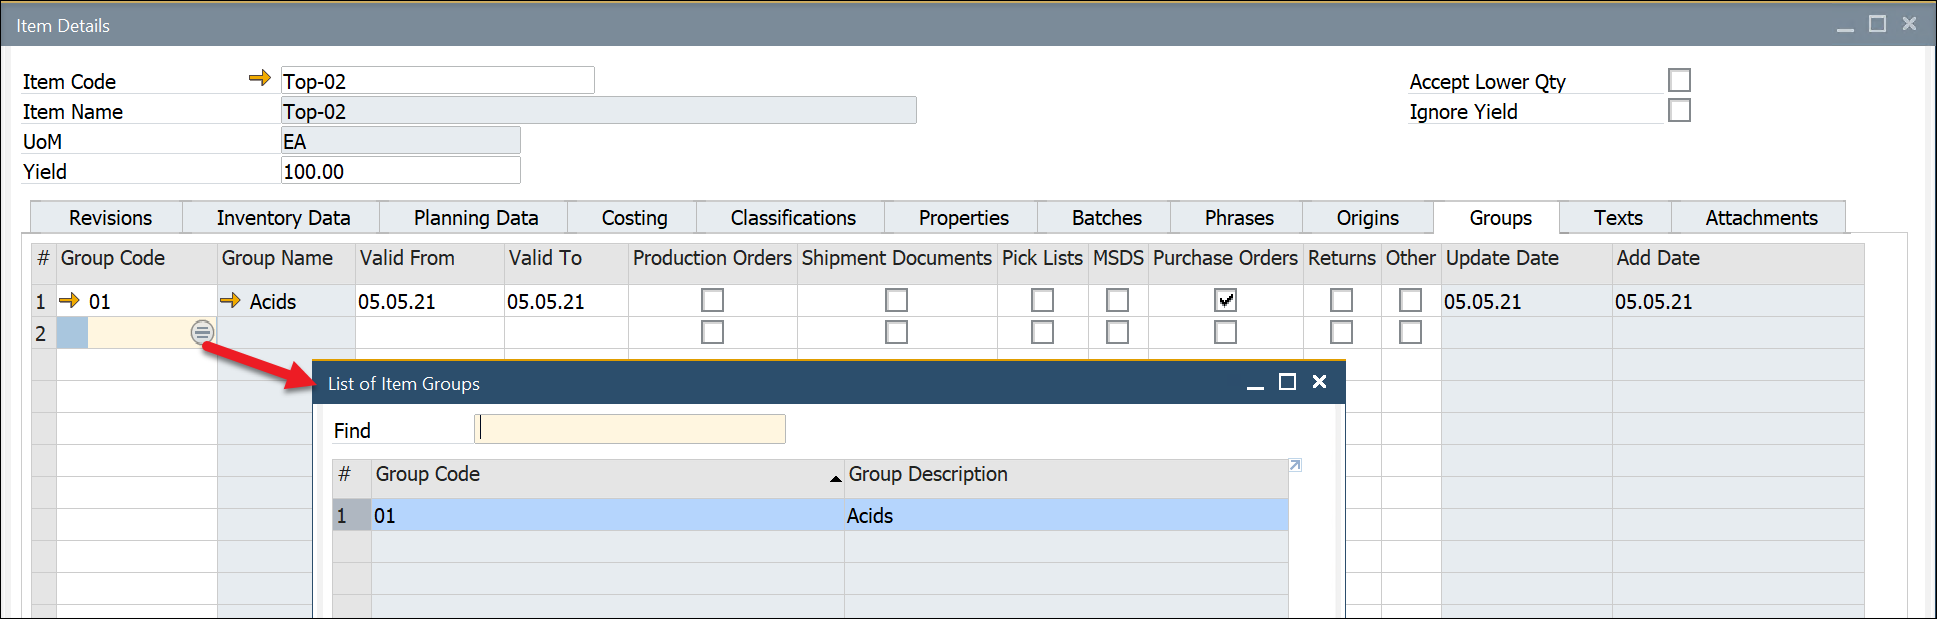 Item Details
Item Code Top-02 Accept Lower Qty
Item Name Top-02 Ignore Yield
UoM EA
Yield 100.00
Revisions Inventory Data Planning Data Costing Classifications Properties Batches Phrases Origins Groups Texts Attachments
# Group Code Group Name Valid From Valid To Production Orders Shipment Documents Pick Lists MSDS Purchase Orders Returns Other Update Date Add Date
1 01 Acids 05.05.21 05.05.21 05.05.21 05.05.21
2
List of Item Groups
Find
# Group Code Group Description
1 01 Acids